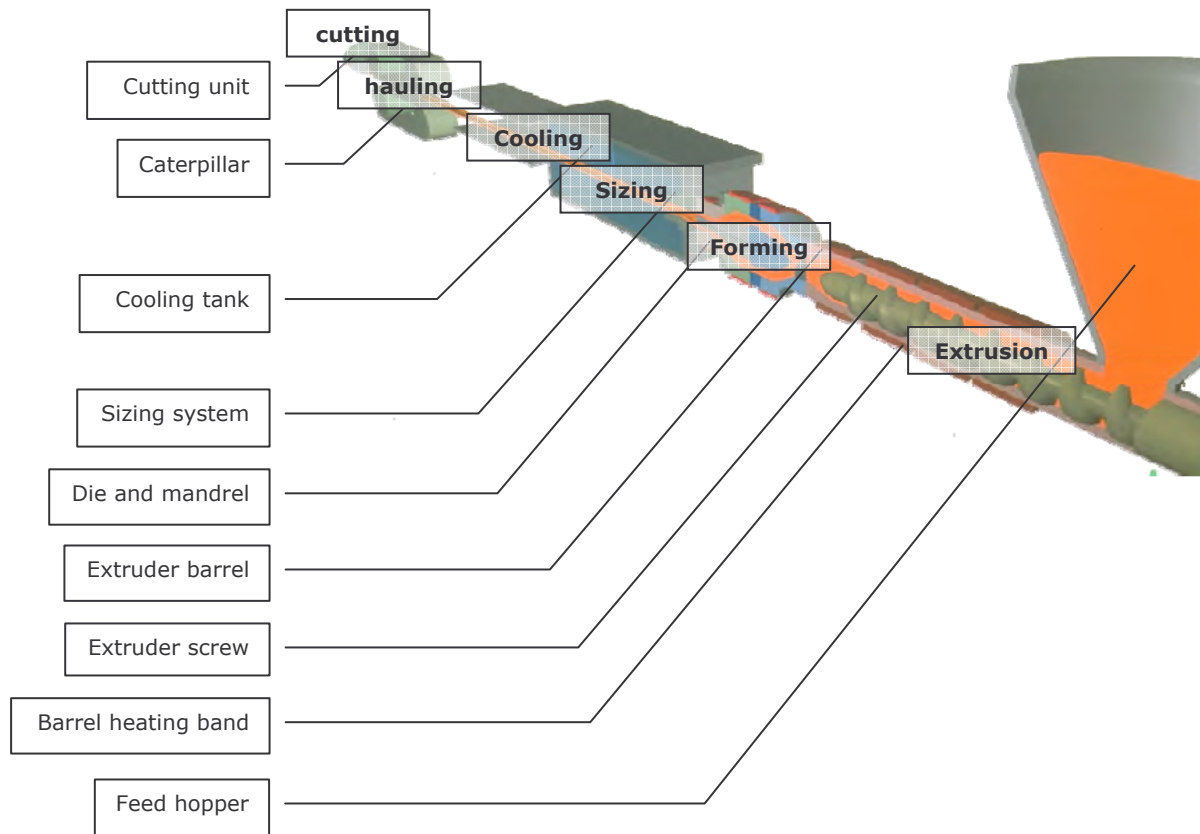 cutting
Cutting unit
hauling
Cooling
Caterpillar
Sizing
Forming
Cooling tank
Extrusion
Sizing system
Die and mandrel
Extruder barrel
Extruder screw
Barrel heating band
Feed hopper